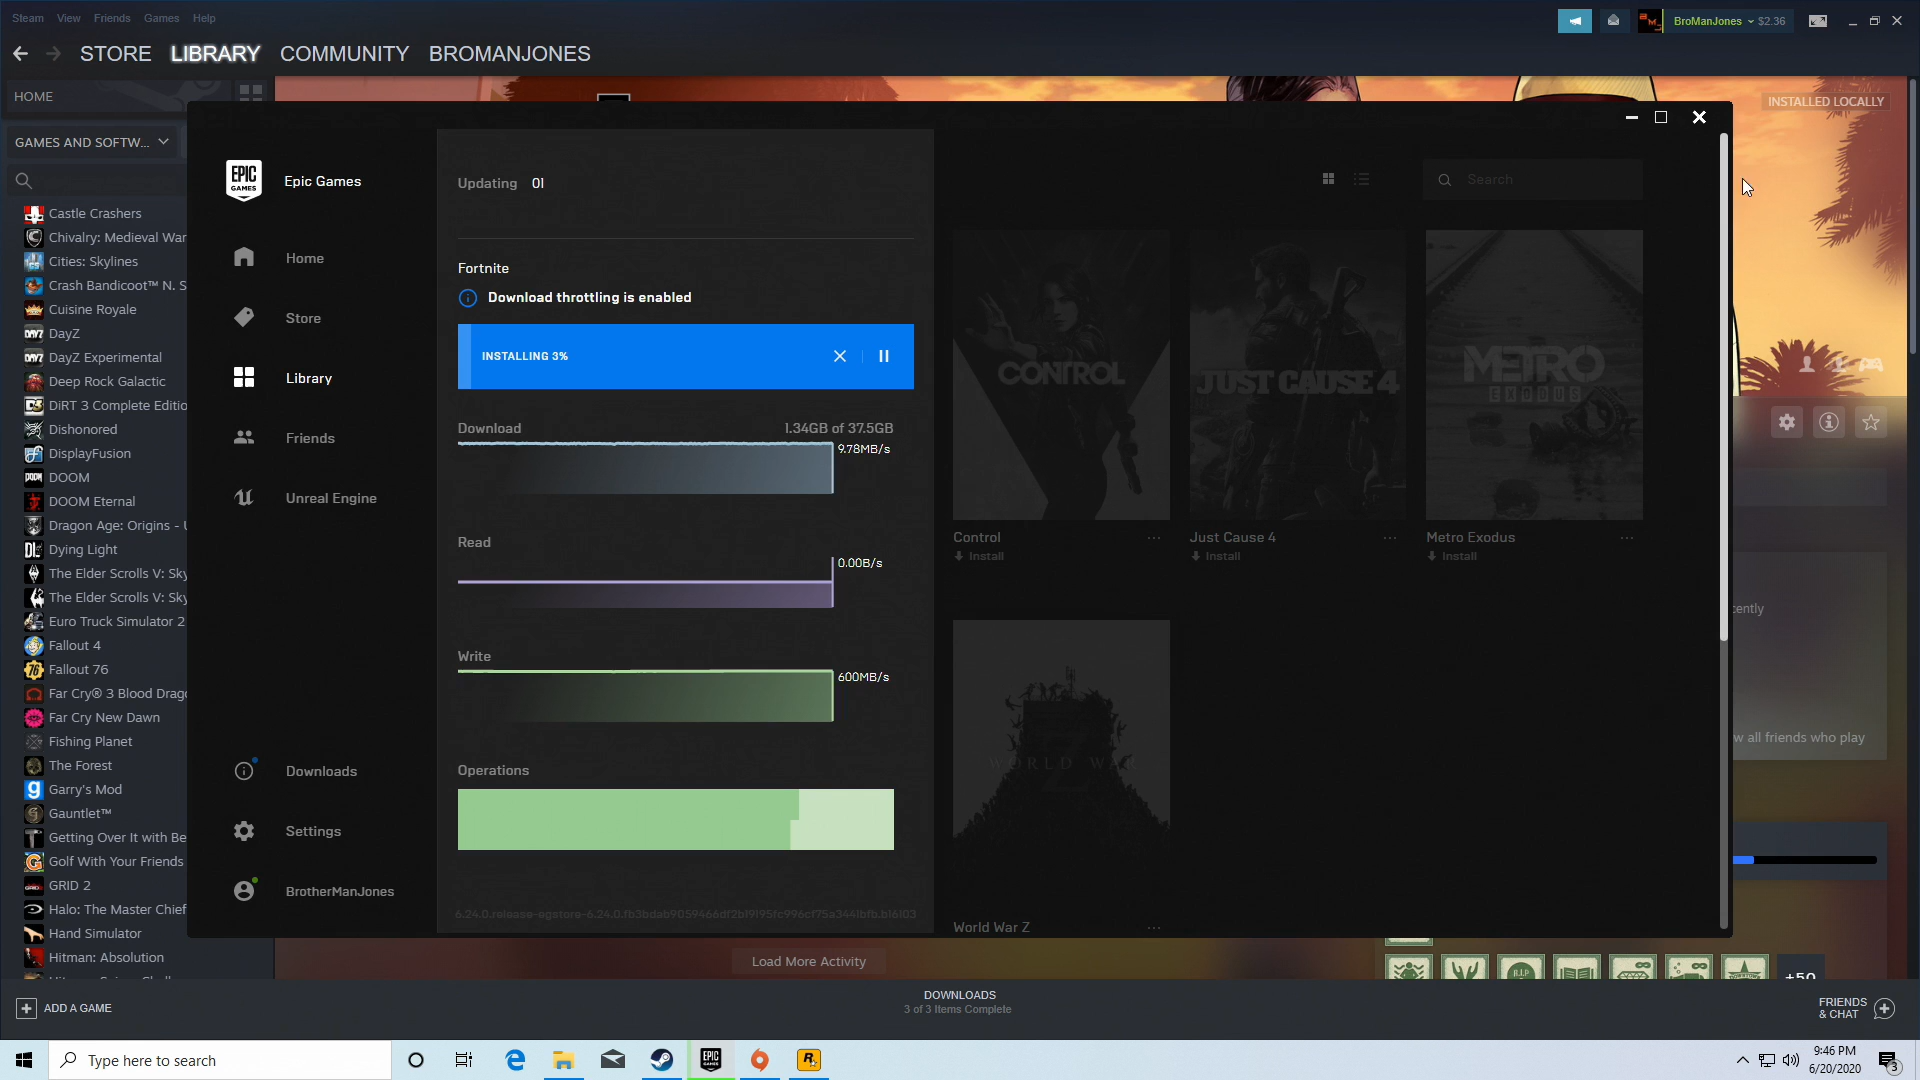 Steam View Friends Games Help
BroManJones $2.36
STORE LIBRARY COMMUNITY BROMANJONES
HOME
INSTALLED LOCALLY
GAMES AND SOFTW...
Castle Crashers
Chivalry: Medieval War
Cities: Skylines
Crash Bandicoot™ N. S
Cuisine Royale
DayZ
DayZ Experimental
Deep Rock Galactic
DiRT 3 Complete Editio
Dishonored
DisplayFusion
DOOM
DOOM Eternal
Dragon Age: Origins - U
Dying Light
The Elder Scrolls V: Sky
The Elder Scrolls V: Sky
Euro Truck Simulator 2
Fallout 4
Fallout 76
Far Cry® 3 Blood Drago
Far Cry New Dawn
Fishing Planet
The Forest
Garry's Mod
Gauntlet™
Getting Over It with Be
Golf With Your Friends
GRID 2
Halo: The Master Chief
Hand Simulator
Hitman: Absolution
EPIC
GAMES
Epic Games
Home
Store
Library
Friends
Unreal Engine
Downloads
Settings
BrotherManJones
Updating 01
Fortnite
Download throttling is enabled
INSTALLING 3%
Download 1.34GB of 37.5GB
9.78MB/s
Read
0.00B/s
Write
600MB/s
Operations
Search
CONTROL
JUST CAUSE 4
METRO
EXODUS
Control ...
Install
Just Cause 4 ...
Install
Metro Exodus ...
Install
WORLD WAR
World War Z ...
cently
w all friends who play
Load More Activity
R.I.P
+50
ADD A GAME
DOWNLOADS
3 of 3 Items Complete
FRIENDS
& CHAT
Type here to search
EPIC
GAMES
R
9:46 PM
6/20/2020
3